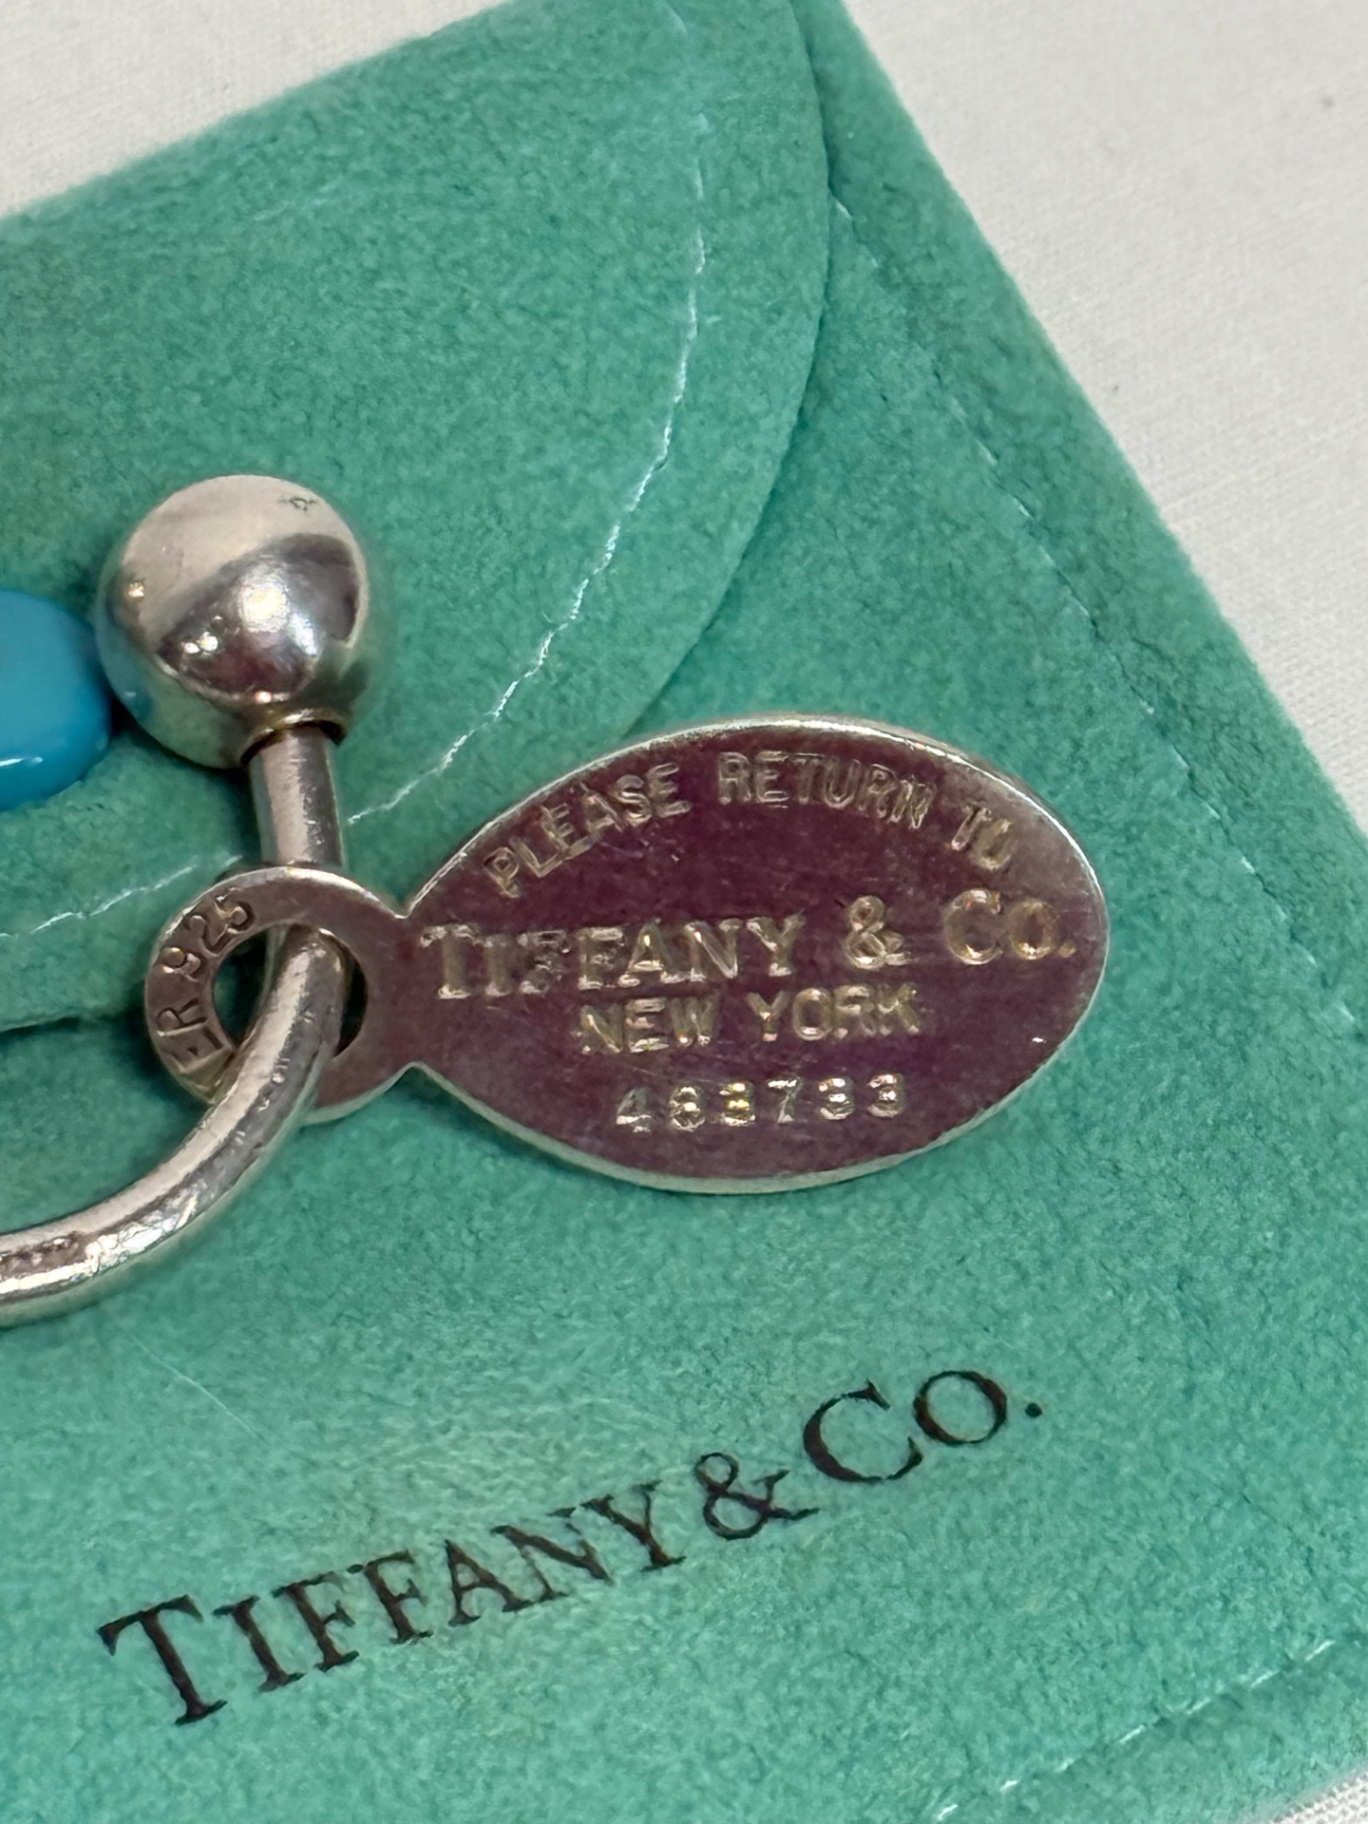 ER 925
PLEASE RETURN TO
TIFFANY & CO.
NEW YORK
TIFFANY & CO.